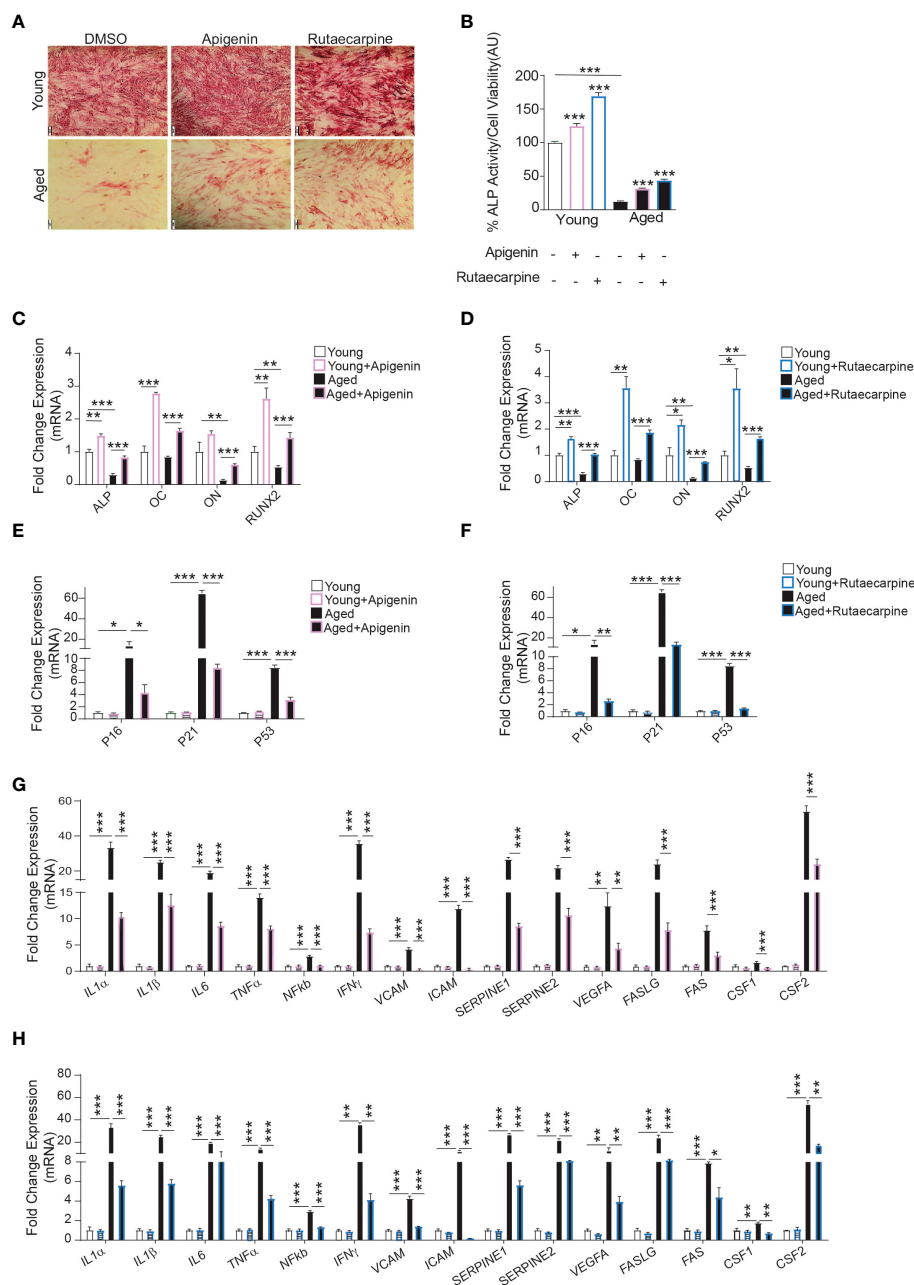 A
DMSO Apigenin Rutaecarpine
Young
Aged
B
% ALP Activity/Cell Viability(AU)
200
150
100
50
0
***
*** *** *** ***
Young Aged
Apigenin - + - - + -
Rutaecarpine - - + - - +
C
Fold Change Expression
(mRNA)
4
2
1
0
*** ** ***
*** ***
** ***
** ** ***
ALP OC ON RUNX2
Young
Young+Apigenin
Aged
Aged+Apigenin
D
Fold Change Expression
(mRNA)
5
4
2
1
0
*** ** ***
** ***
** * ***
** * ***
ALP OC ON RUNX2
Young
Young+Rutaecarpine
Aged
Aged+Rutaecarpine
E
Fold Change Expression
(mRNA)
60
40
20
10
8
6
4
2
0
* *
*** ***
*** ***
P16 P21 P53
Young
Young+Apigenin
Aged
Aged+Apigenin
F
Fold Change Expression
(mRNA)
60
40
20
10
8
6
4
2
0
* **
*** ***
*** ***
P16 P21 P53
Young
Young+Rutaecarpine
Aged
Aged+Rutaecarpine
G
Fold Change Expression
(mRNA)
60
40
20
15
10
5
0
*** *** *** *** *** *** *** *** *** *** *** *** *** *** *** *** *** *** ** ** *** *** *** ***
IL1α IL1β IL6 TNFα NFkb IFNγ VCAM ICAM SERPINE1 SERPINE2 VEGFA FASLG FAS CSF1 CSF2
H
Fold Change Expression
(mRNA)
80
60
40
20
8
6
4
2
0
*** *** *** *** *** *** *** *** *** *** ** ** *** *** *** *** *** *** *** *** ** ** *** *** *** * ** ** *** **
IL1α IL1β IL6 TNFα NFkb IFNγ VCAM ICAM SERPINE1 SERPINE2 VEGFA FASLG FAS CSF1 CSF2